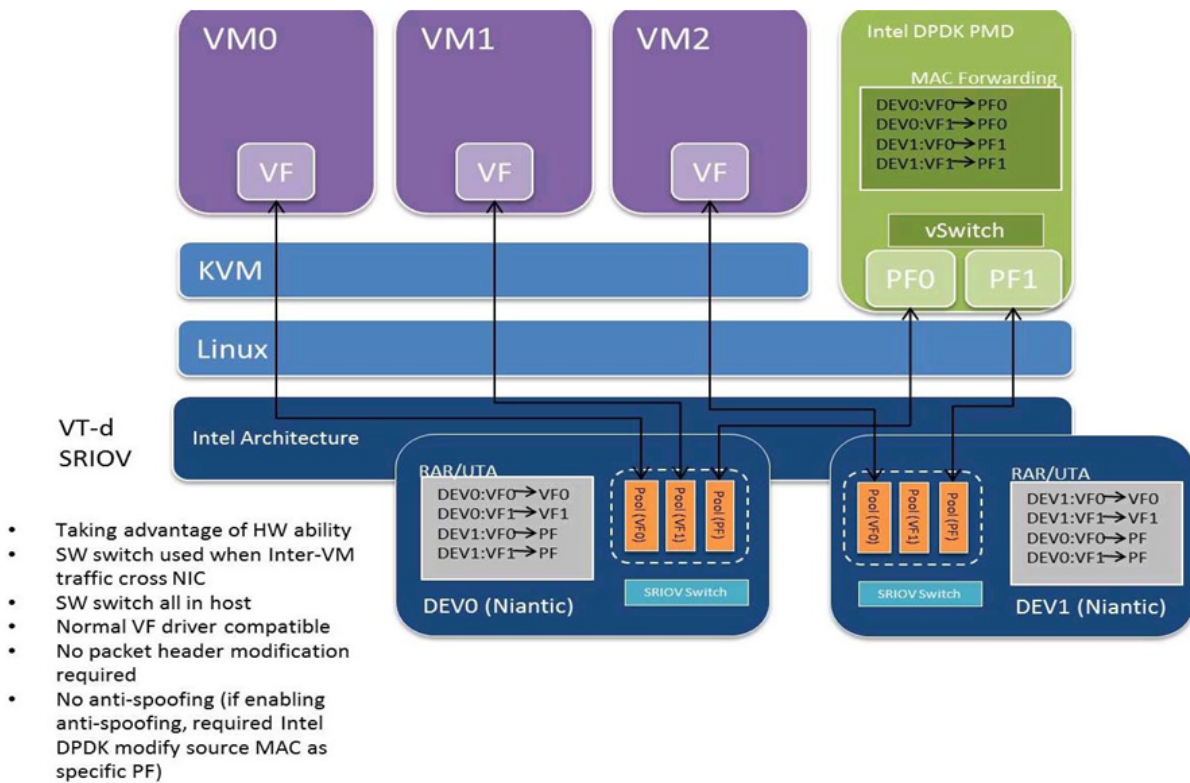 VM0
VM1
VM2
Intel DPDK PMD
MAC Forwarding
DEV0:VF0→PF0
DEV0:VF1→PF0
DEV1:VF0→PF1
DEV1:VF1→PF1
VF
VF
VF
vSwitch
KVM
PF0
PF1
Linux
VT-d
SRIOV
Intel Architecture
RAR/UTA
DEV0:VF0→VF0
DEV0:VF1→VF1
DEV1:VF0→PF
DEV1:VF1→PF
Pool (VF0)
Pool (VF1)
Pool (PF)
SRIOV Switch
DEV0 (Niantic)
Pool (VF0)
Pool (VF1)
Pool (PF)
SRIOV Switch
RAR/UTA
DEV1:VF0→VF0
DEV1:VF1→VF1
DEV0:VF0→PF
DEV0:VF1→PF
DEV1 (Niantic)
• Taking advantage of HW ability
• SW switch used when Inter-VM
traffic cross NIC
• SW switch all in host
• Normal VF driver compatible
• No packet header modification
required
• No anti-spoofing (if enabling
anti-spoofing, required Intel
DPDK modify source MAC as
specific PF)